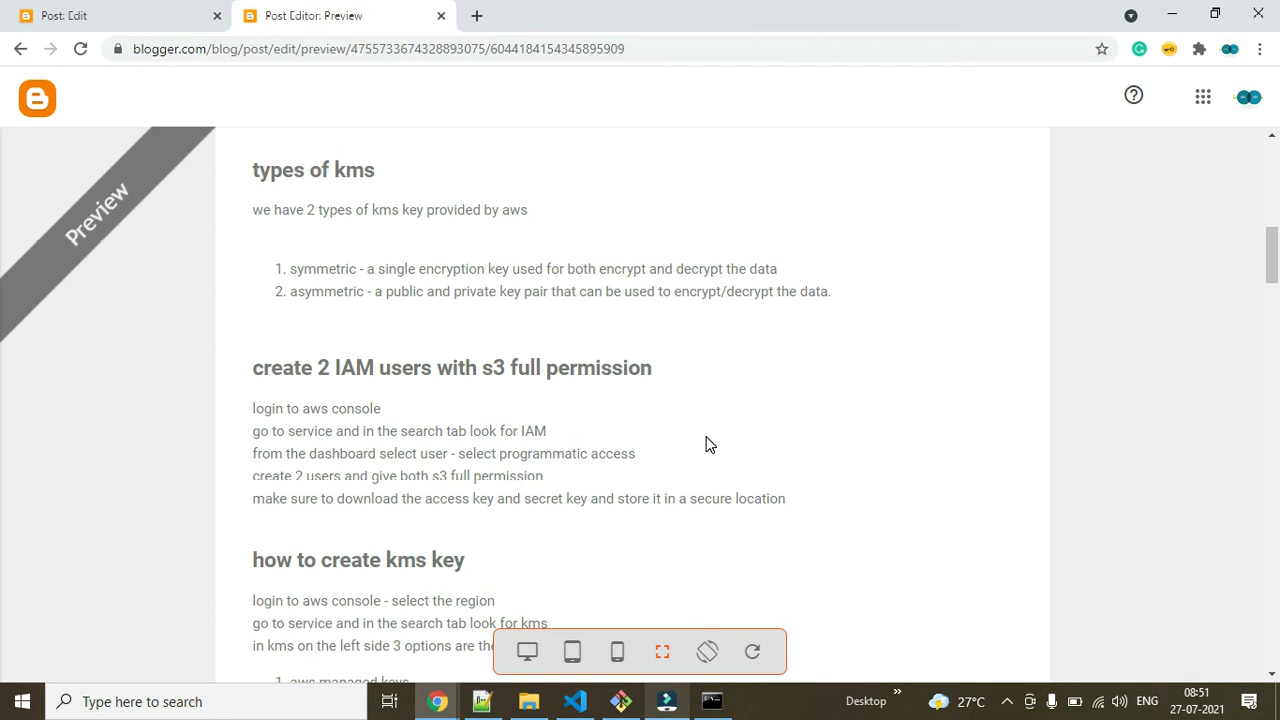 Post: Edit
Post Editor: Preview
blogger.com/blog/post/edit/preview/4755733674328893075/6044184154345895909
Preview
types of kms
we have 2 types of kms key provided by aws
1. symmetric - a single encryption key used for both encrypt and decrypt the data
2. asymmetric - a public and private key pair that can be used to encrypt/decrypt the data.
create 2 IAM users with s3 full permission
login to aws console
go to service and in the search tab look for IAM
from the dashboard select user - select programmatic access
create 2 users and give both s3 full permission
make sure to download the access key and secret key and store it in a secure location
how to create kms key
login to aws console - select the region
go to service and in the search tab look for kms
in kms on the left side 3 options are the
1. aws managed keys
Type here to search
Desktop
27°C
ENG
08:51
27-07-2021